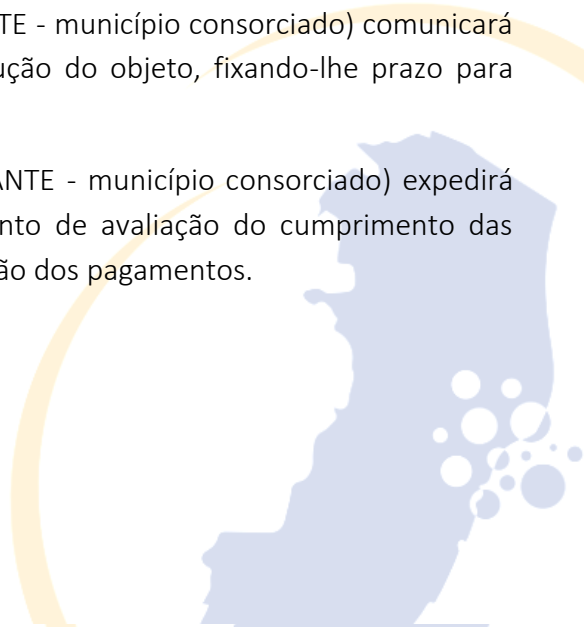 TE - município consorciado) comunicará
ução do objeto, fixando-lhe prazo para
ANTE - município consorciado) expedirá
nto de avaliação do cumprimento das
ão dos pagamentos.